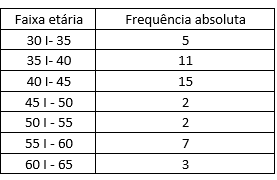 Faixa etária Frequência absoluta
30 I- 35 5
35 I- 40 11
40 I- 45 15
45 I - 50 2
50 I - 55 2
55 I - 60 7
60 I - 65 3